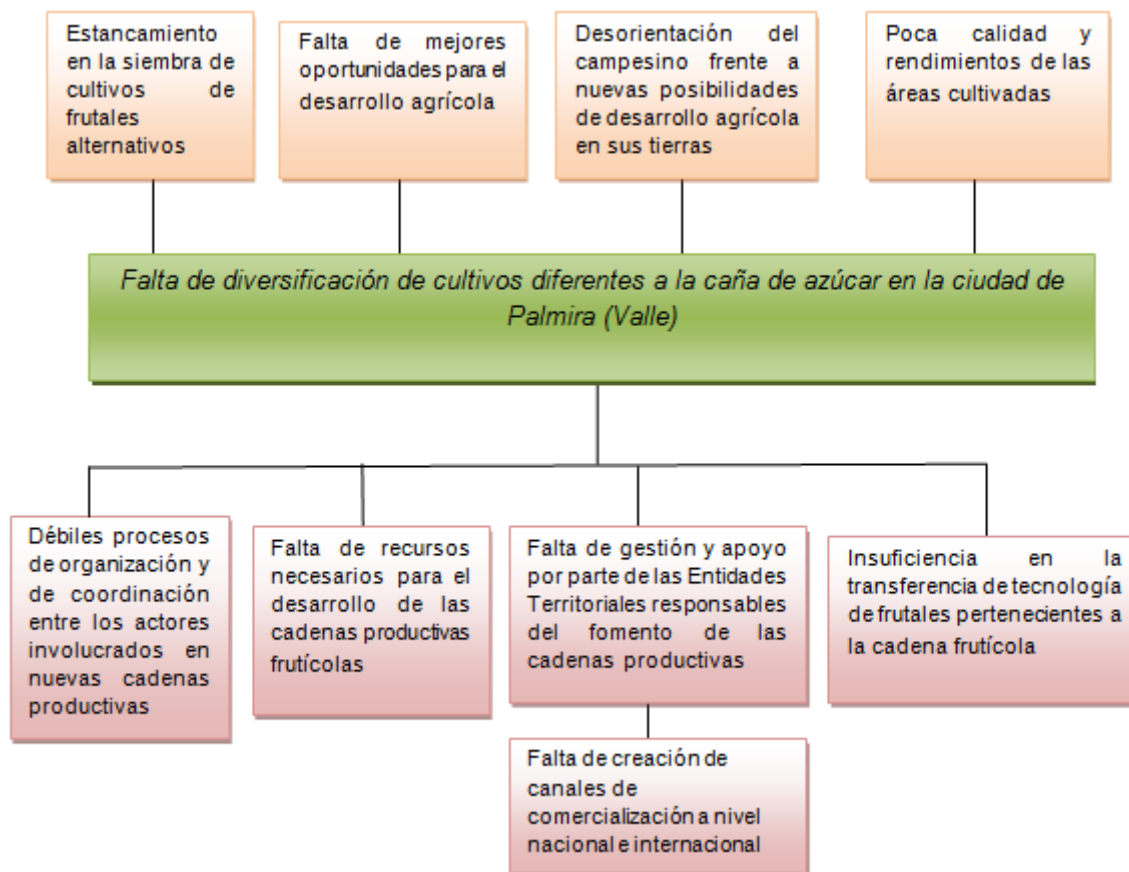 Estancamiento
en la siembra de
cultivos de
frutales
alternativos
Falta de mejores
oportunidades para el
desarrollo agrícola
Desorientación del
campesino frente a
nuevas posibilidades
de desarrollo agrícola
en sus tierras
Poca calidad y
rendimientos de las
áreas cultivadas
Falta de diversificación de cultivos diferentes a la caña de azúcar en la ciudad de
Palmira (Valle)
Débiles procesos
de organización y
de coordinación
entre los actores
involucrados en
nuevas cadenas
productivas
Falta de recursos
necesarios para el
desarrollo de las
cadenas productivas
frutícolas
Falta de gestión y apoyo
por parte de las Entidades
Territoriales responsables
del fomento de las
cadenas productivas
Insuficiencia en la
transferencia de tecnología
de frutales pertenecientes a
la cadena frutícola
Falta de creación de
canales de
comercialización a nivel
nacional e internacional